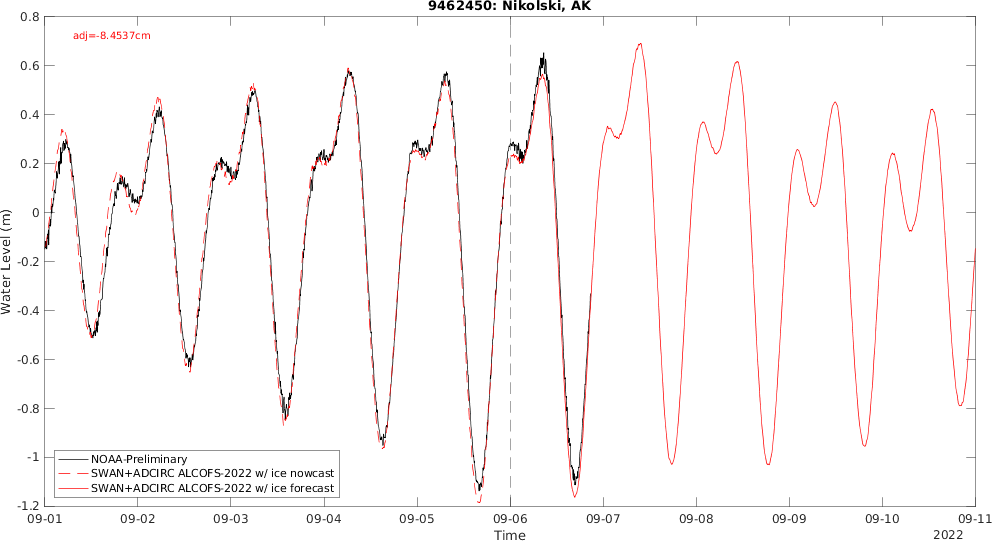 9462450: Nikolski, AK
adj=-8.4537cm
Water Level (m)
0.8
0.6
0.4
0.2
0
-0.2
-0.4
-0.6
-0.8
-1
-1.2
NOAA-Preliminary
SWAN+ADCIRC ALCOFS-2022 w/ ice nowcast
SWAN+ADCIRC ALCOFS-2022 w/ ice forecast
09-01 09-02 09-03 09-04 09-05 09-06 09-07 09-08 09-09 09-10 09-11
Time
2022